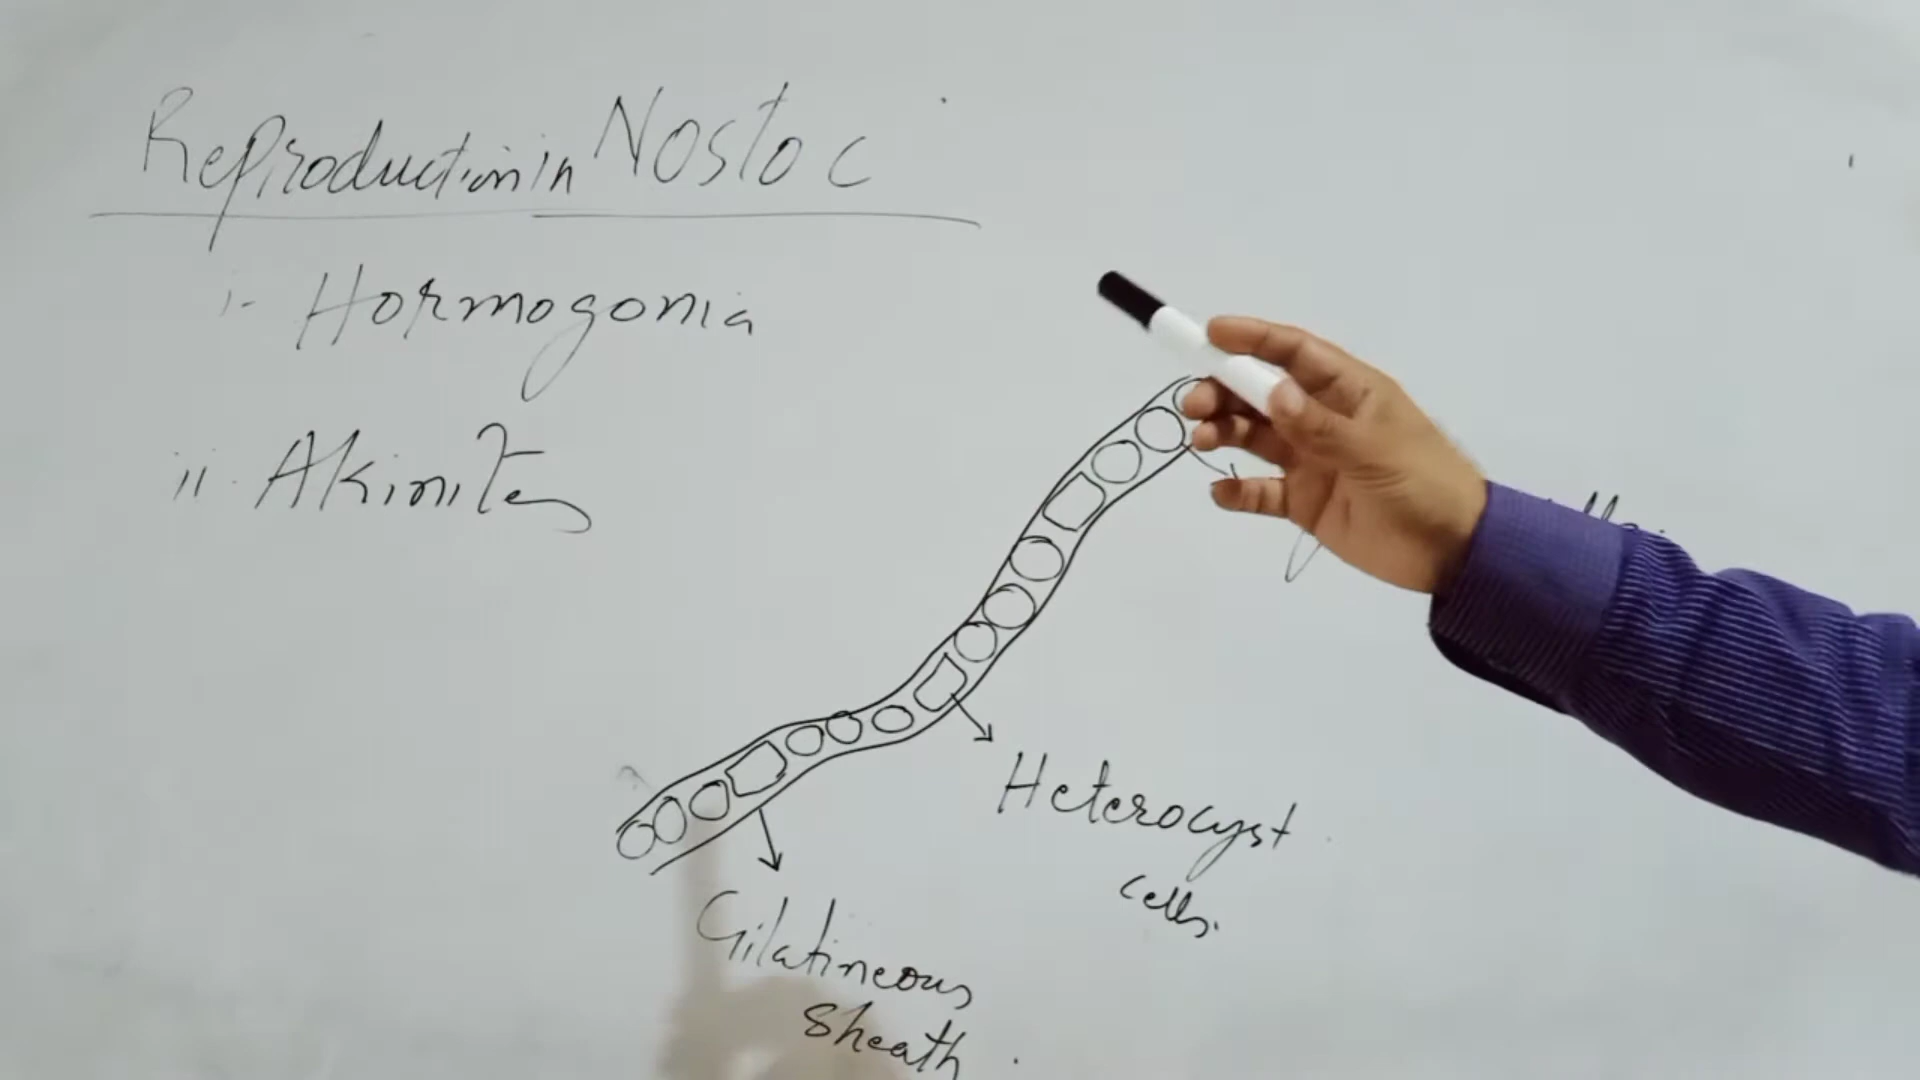 Reproduction in Nostoc
i- Hormogonia
ii. Akinites
Heterocyst
cells.
Gilatineous
Sheath.